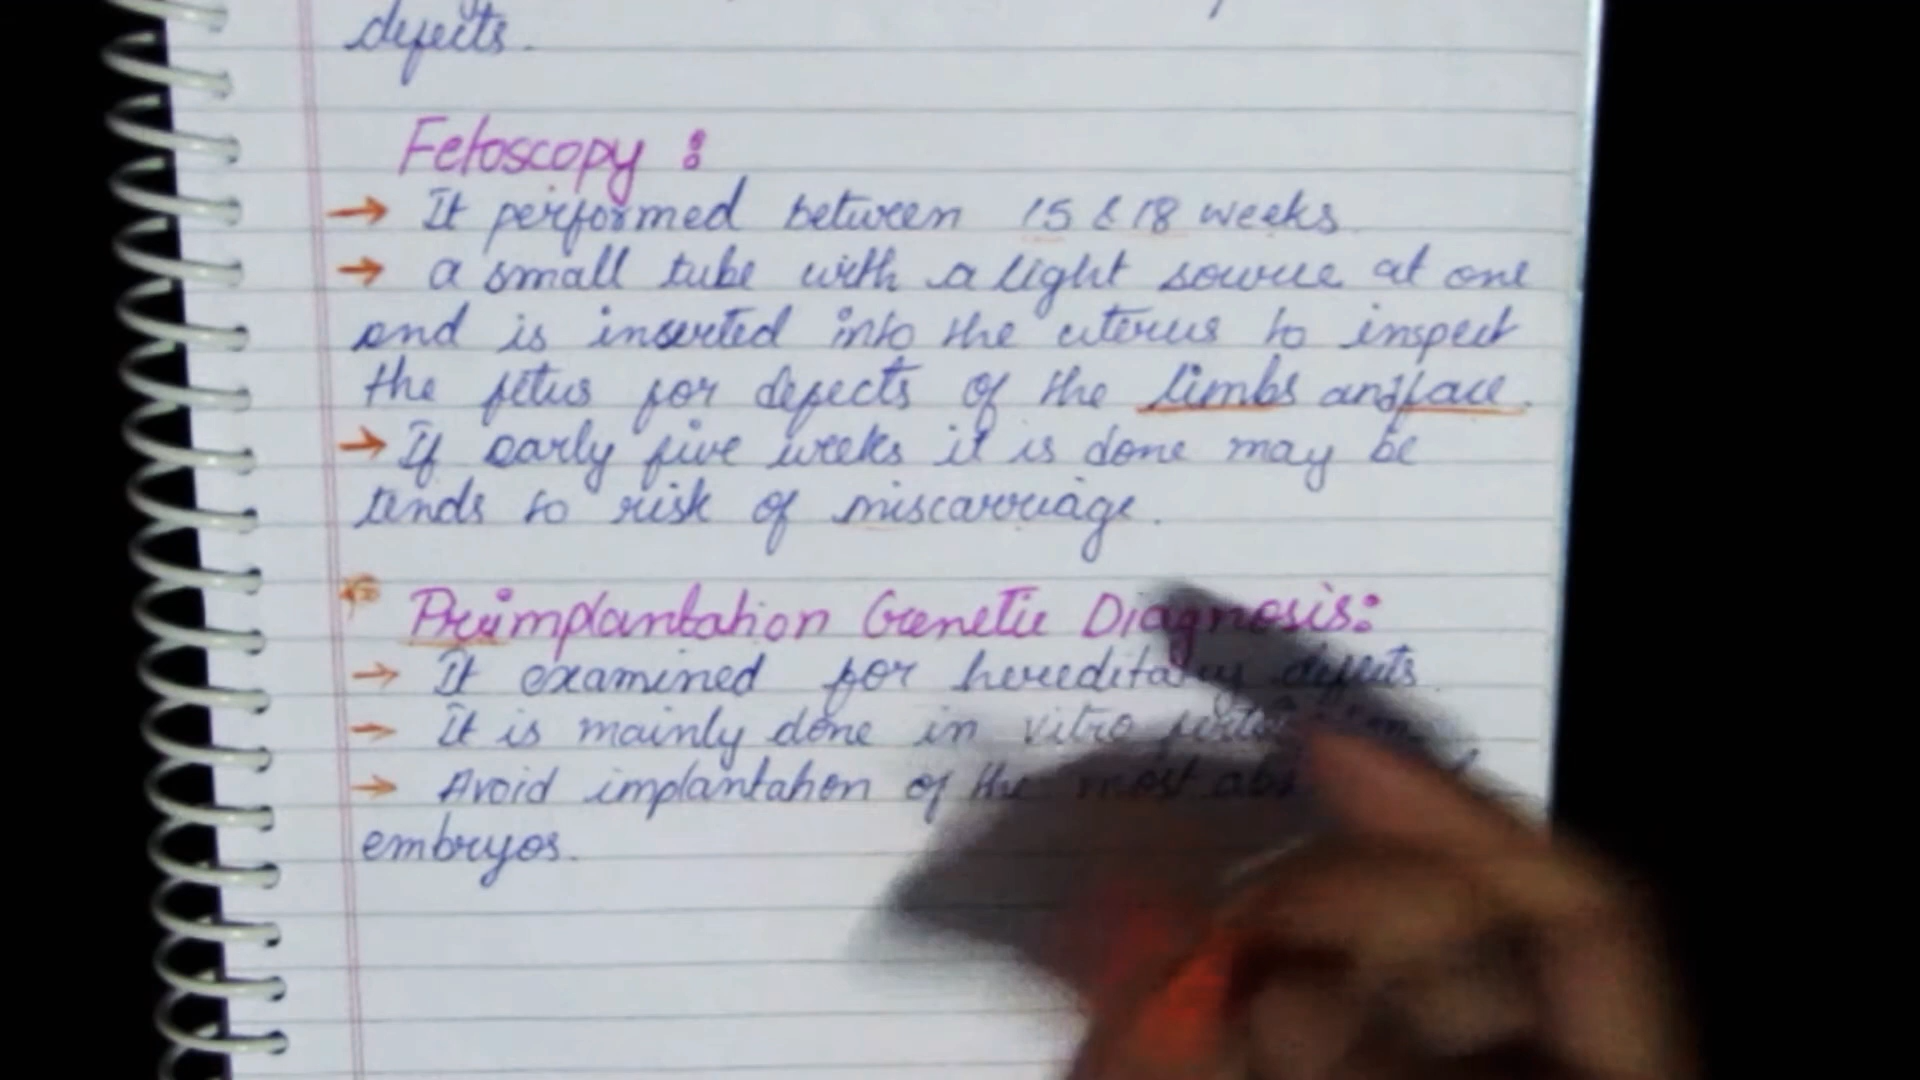 defects.
Fetoscopy :
→ It performed between 15 & 18 weeks
→ a small tube with a light source at one
end is inserted into the uterus to inspect
the fetus for defects of the limbs and face.
→ If early five weeks it is done may be
tends to risk of miscarriage.
Preimplantation Genetic Diagnosis:
→ It examined for hereditary defects
→ It is mainly done in vitro
→ Avoid implantation of the most
embryos.